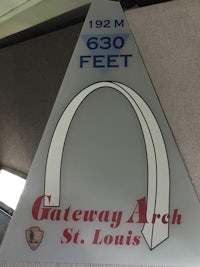 192 M
630
FEET
Gateway Arch
St. Louis